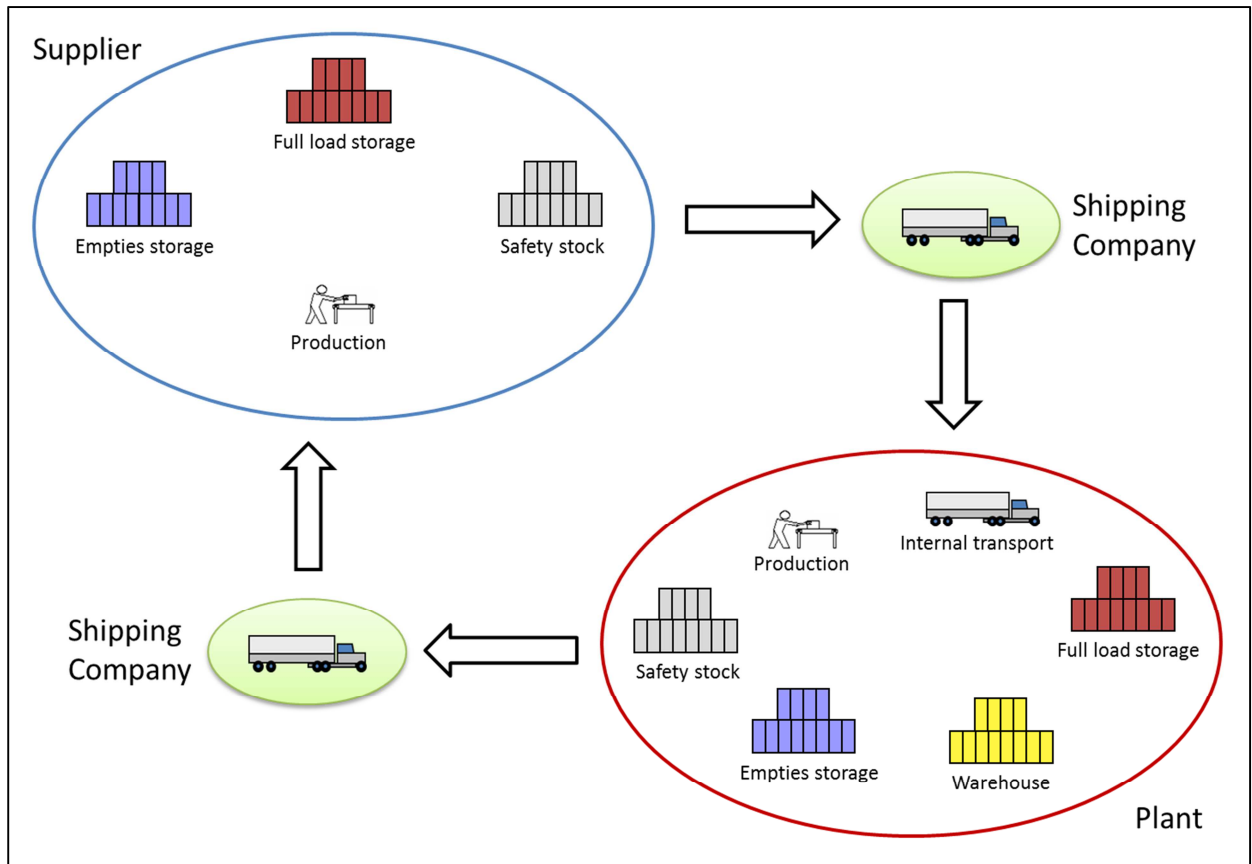 Supplier
Full load storage
Empties storage
Safety stock
Production
Shipping
Company
Internal transport
Production
Full load storage
Safety stock
Shipping
Company
Empties storage
Warehouse
Plant